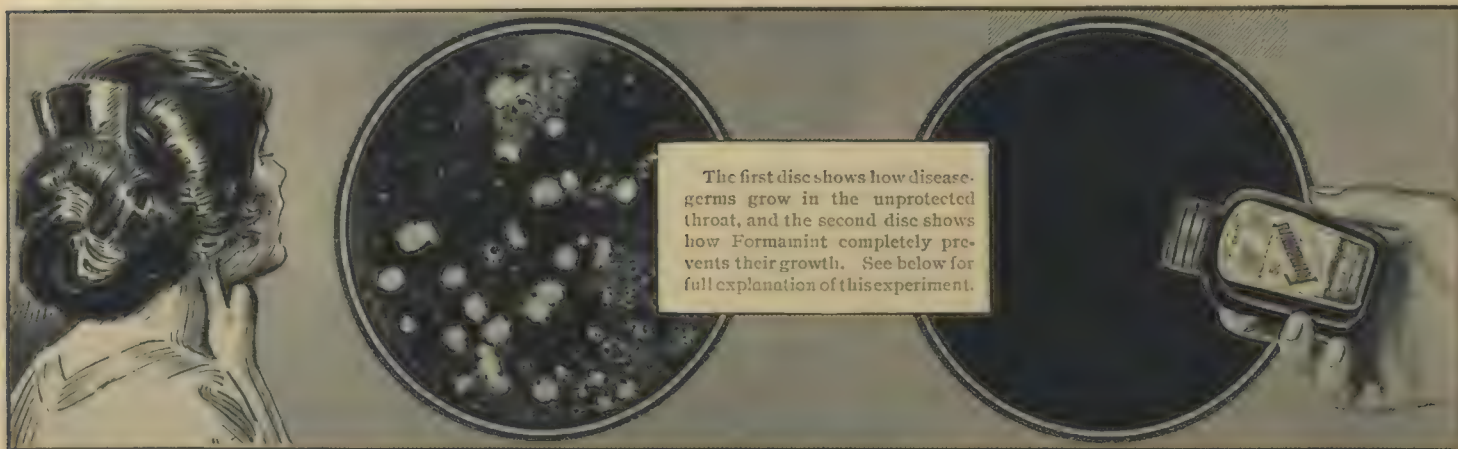 The first disc shows how disease-
germs grow in the unprotected
throat, and the second disc shows
how Formamint completely pre-
vents their growth. See below for
full explanation of this experiment.